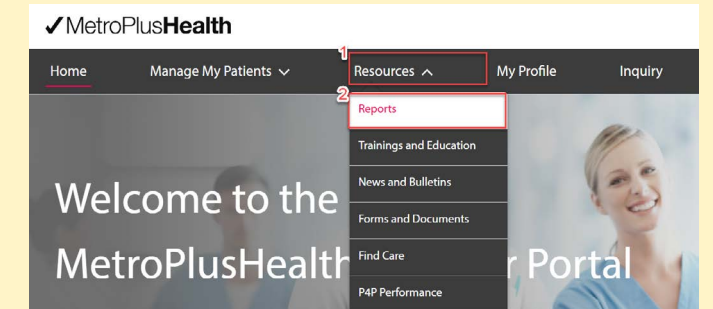 ✓MetroPlusHealth
1
Home Manage My Patients Resources My Profile Inquiry
2
Reports
Trainings and Education
News and Bulletins
Forms and Documents
Find Care
P4P Performance
Welcome to the
MetroPlusHealth r Portal